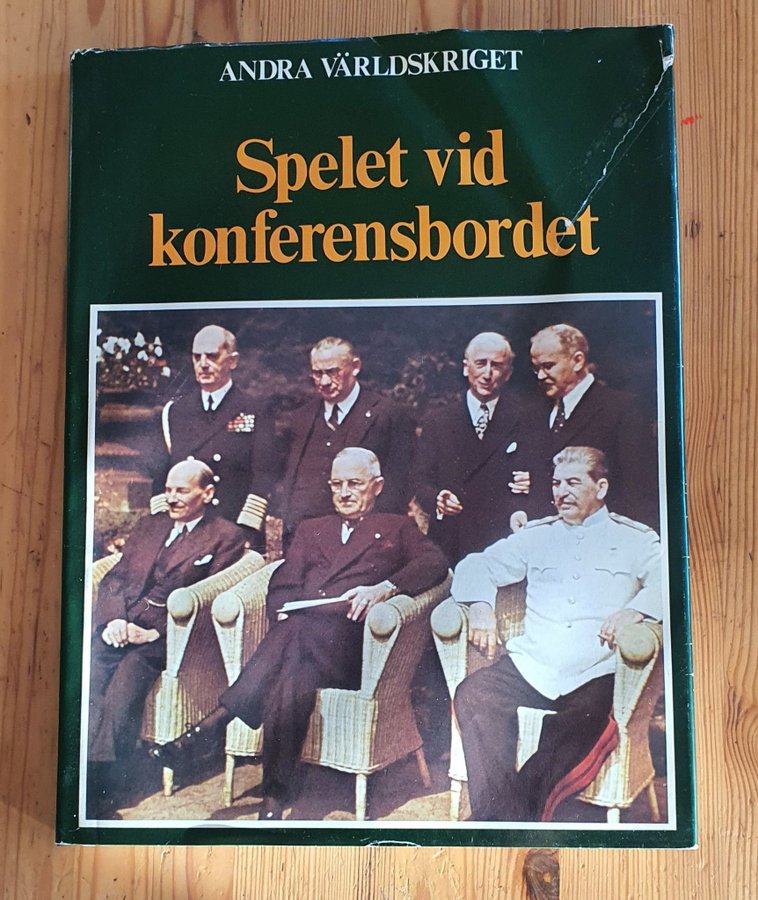 ANDRA VÄRLDSKRIGET
Spelet vid
konferensbordet